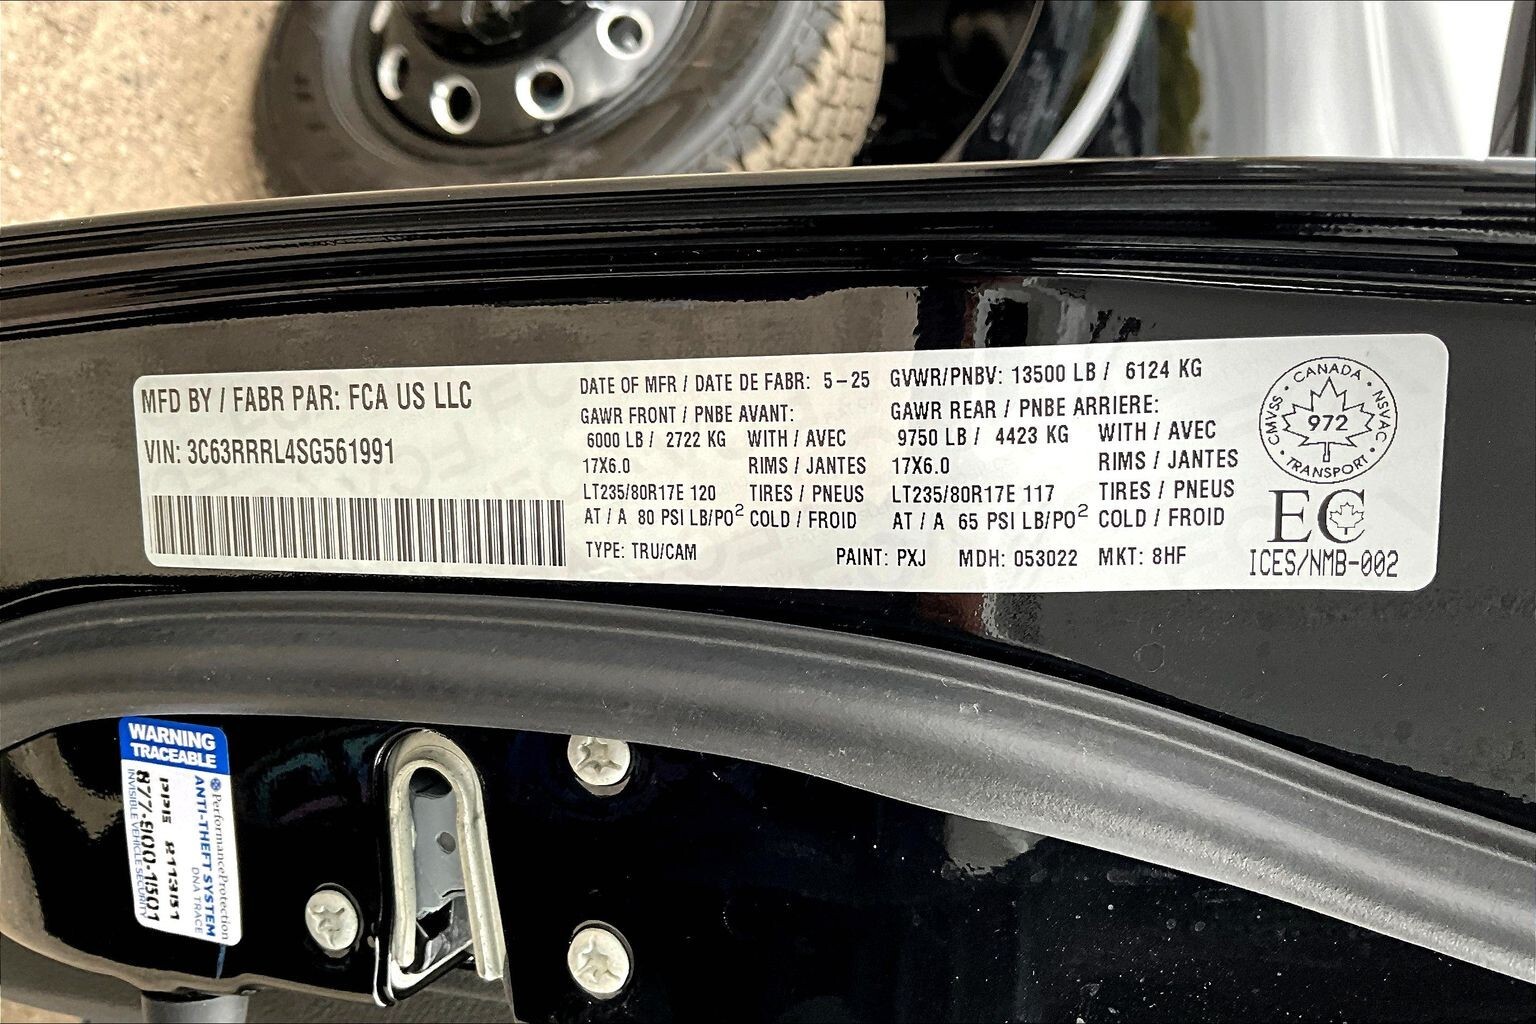 MFD BY / FABR PAR: FCA US LLC
VIN: 3C63RRRL4SG561991
DATE OF MFR / DATE DE FABR: 5-25
GVWR/PNBV: 13500 LB / 6124 KG
GAWR FRONT / PNBE AVANT:
6000 LB / 2722 KG WITH / AVEC
17X6.0 RIMS / JANTES
LT235/80R17E 120 TIRES / PNEUS
AT / A 80 PSI LB/PO² COLD / FROID
GAWR REAR / PNBE ARRIERE:
9750 LB / 4423 KG WITH / AVEC
17X6.0 RIMS / JANTES
LT235/80R17E 117 TIRES / PNEUS
AT / A 65 PSI LB/PO² COLD / FROID
TYPE: TRU/CAM
PAINT: PXJ MDH: 053022 MKT: 8HF
CANADA
CMVSS 972 NSVAC
TRANSPORT
EC
ICES/NMB-002
WARNING
TRACEABLE
PerformanceProtection
ANTI-THEFT SYSTEM
DNA TRACE
877-900-1501
INVISIBLE VEHICLE SECURITY